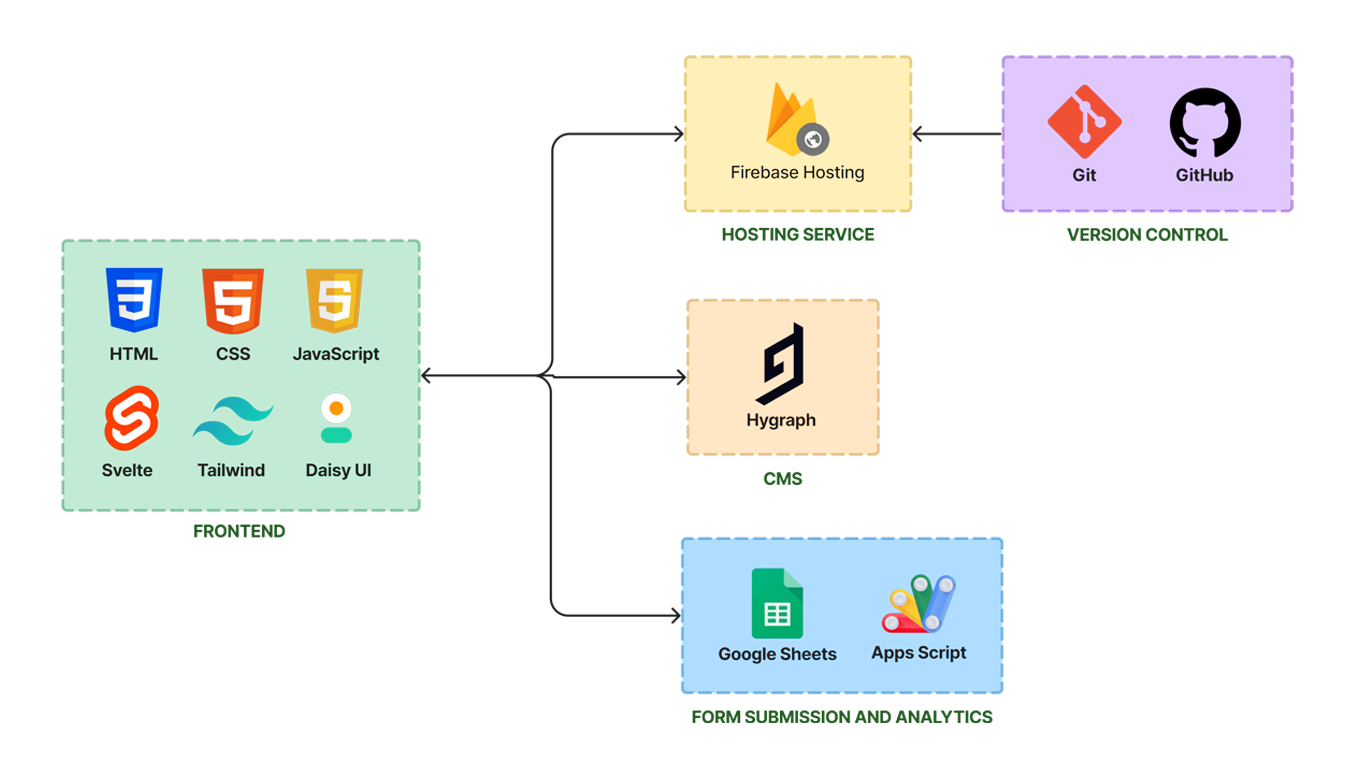 Firebase Hosting
HOSTING SERVICE
Git
GitHub
VERSION CONTROL
HTML
CSS
JavaScript
Svelte
Tailwind
Daisy UI
FRONTEND
Hygraph
CMS
Google Sheets
Apps Script
FORM SUBMISSION AND ANALYTICS